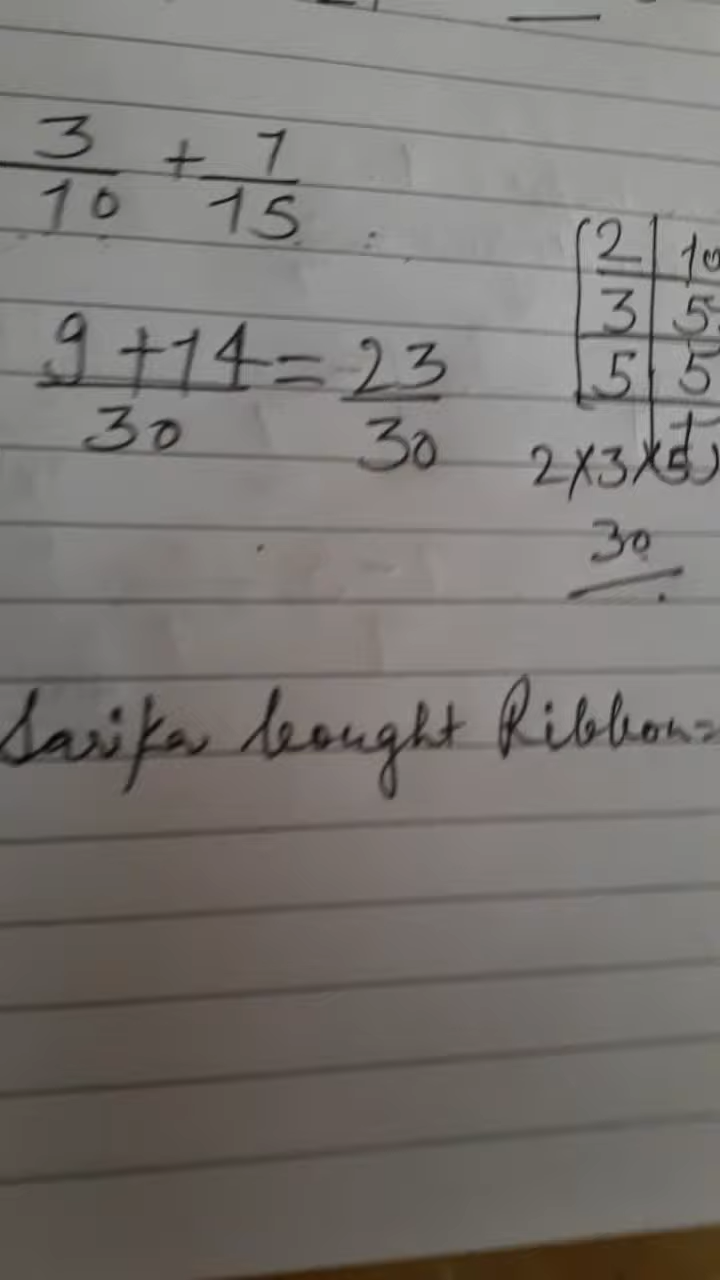 3/10 + 7/15
9+14/30 = 23/30
2 | 10
3 | 5
5 | 5
1
2×3×5
30
Sarika bought Ribbon=